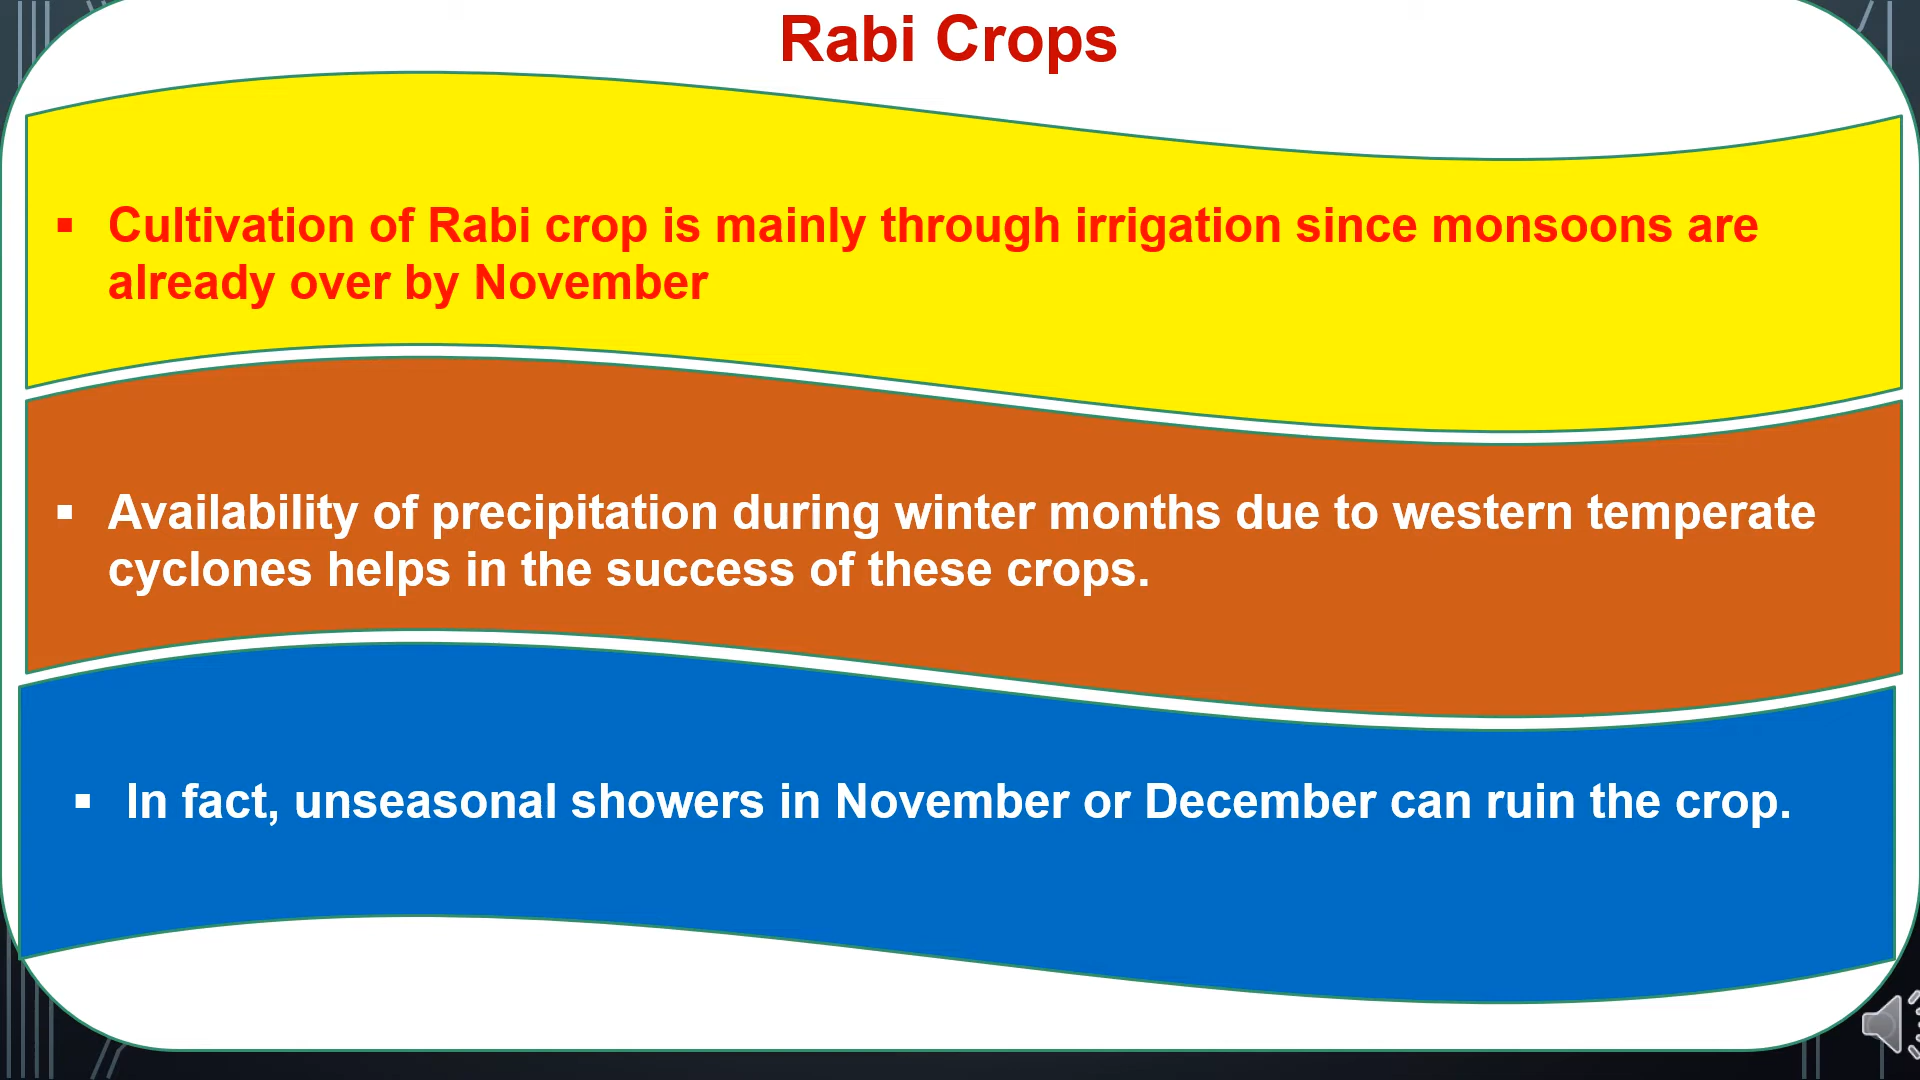 Rabi Crops
▪ Cultivation of Rabi crop is mainly through irrigation since monsoons are
already over by November
▪ Availability of precipitation during winter months due to western temperate
cyclones helps in the success of these crops.
▪ In fact, unseasonal showers in November or December can ruin the crop.